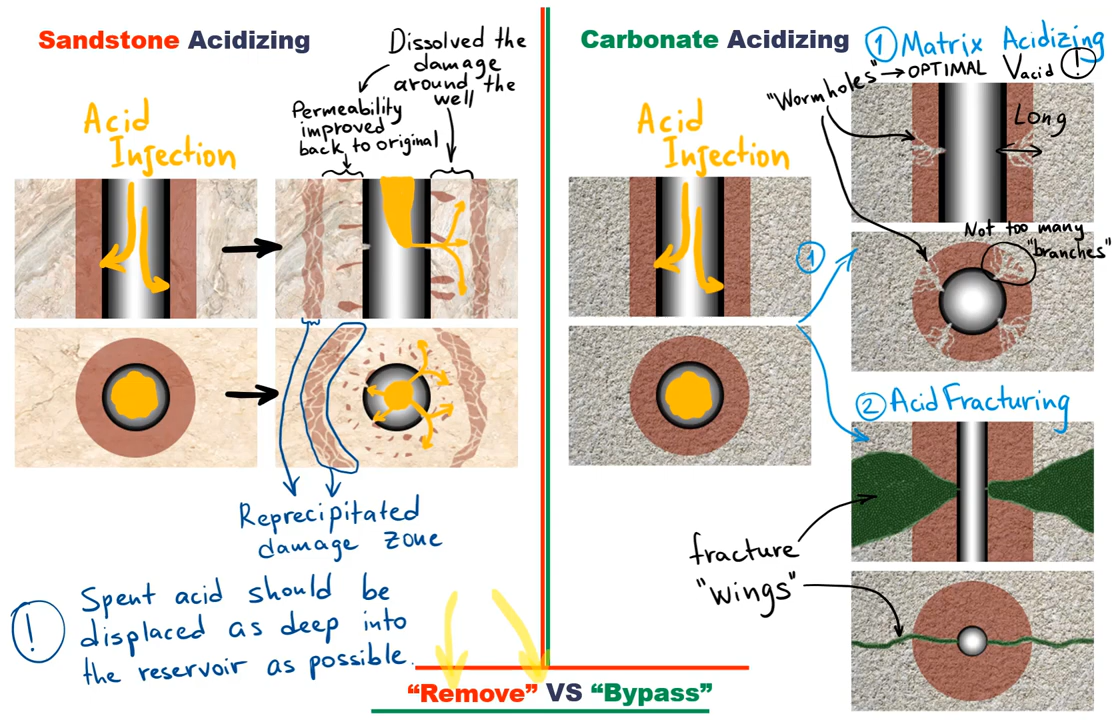 Sandstone Acidizing
Dissolved the
damage
around the
well
Permeability
improved
back to original
Acid
Injection
Reprecipitated
damage zone
! Spent acid should be
displaced as deep into
the reservoir as possible.
Carbonate Acidizing
1 Matrix Acidizing
"Wormholes" → OPTIMAL Vacid !
Long
Acid
Injection
Not too many
"branches"
1
2 Acid Fracturing
fracture
"wings"
"Remove" VS "Bypass"